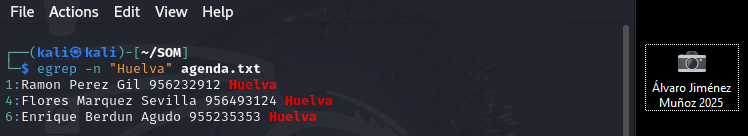 File Actions Edit View Help
┌──(kali㉿kali)-[~/SOM]
└─$ egrep -n "Huelva" agenda.txt
1:Ramon Perez Gil 956232912 Huelva
4:Flores Marquez Sevilla 956493124 Huelva
6:Enrique Berdun Agudo 955235353 Huelva
Álvaro Jiménez
Muñoz 2025